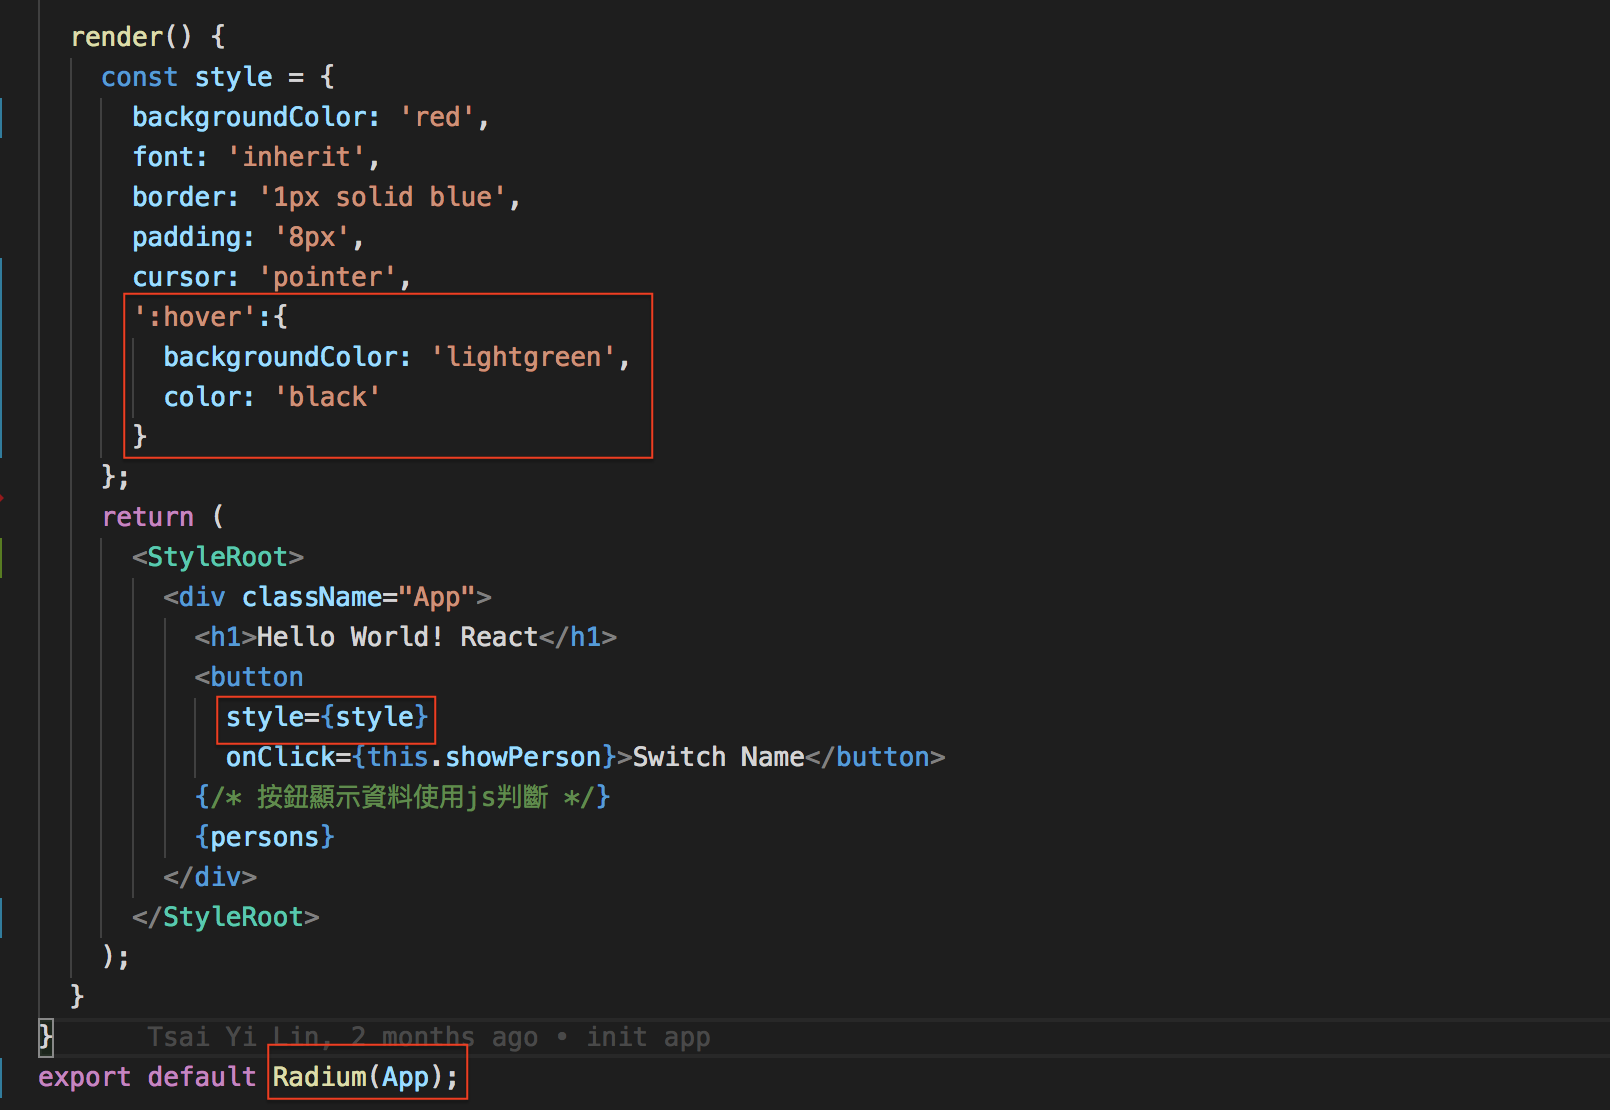 render() {
const style = {
backgroundColor: 'red',
font: 'inherit',
border: '1px solid blue',
padding: '8px',
cursor: 'pointer',
':hover':{
backgroundColor: 'lightgreen',
color: 'black'
}
};
return (
<StyleRoot>
<div className="App">
<h1>Hello World! React</h1>
<button
style={style}
onClick={this.showPerson}>Switch Name</button>
{/* 按鈕顯示資料使用js判斷 */}
{persons}
</div>
</StyleRoot>
);
}
} Tsai Yi Lin, 2 months ago • init app
export default Radium(App);